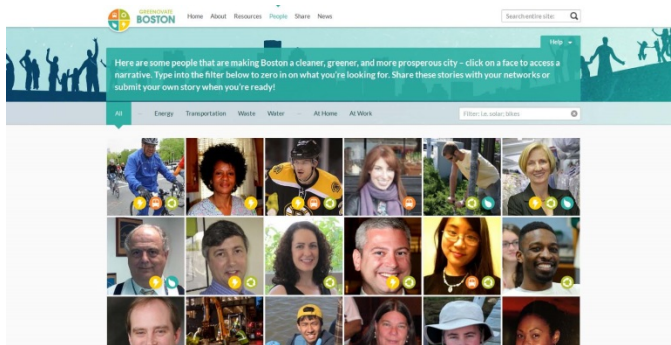 GREENOVATE
BOSTON
Home About Resources People Share News
Search entire site:
Help
Here are some people that are making Boston a cleaner, greener, and more prosperous city – click on a face to access a
narrative. Type into the filter below to zero in on what you're looking for. Share these stories with your networks or
submit your own story when you're ready!
All Energy Transportation Waste Water At Home At Work
Filter: i.e. solar; bikes